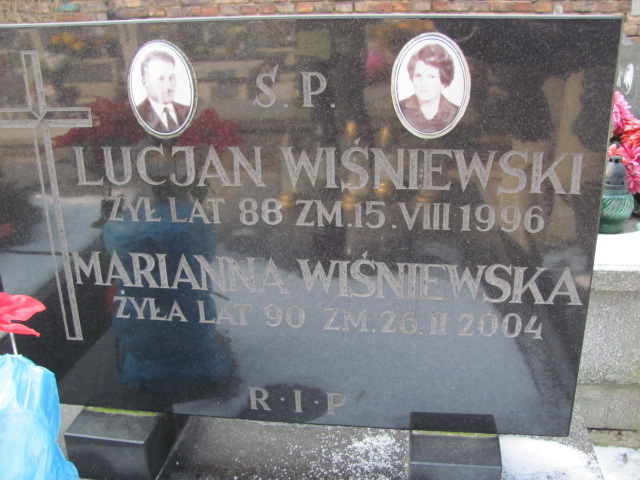 Ś.P.
LUCJAN WIŚNIEWSKI
ŻYŁ LAT 88 ZM.15.VIII 1996
MARIANNA WIŚNIEWSKA
ŻYŁA LAT 90 ZM.26.II 2004
R·I·P